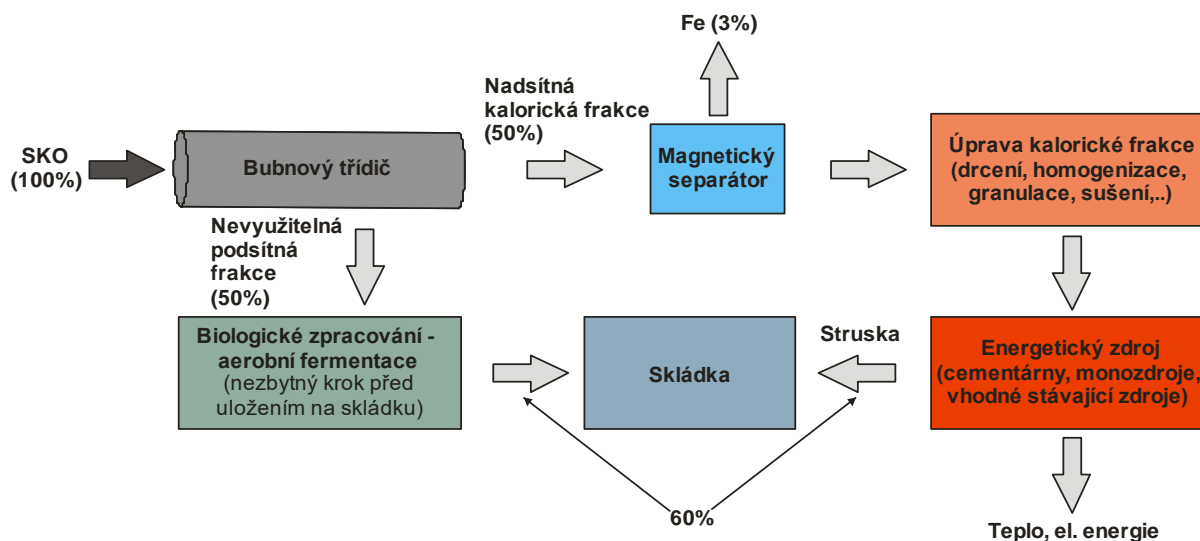 Fe (3%)
Nadsítná
kalorická frakce
(50%)
SKO
(100%)
Bubnový třídič
Magnetický
separátor
Úprava kalorické frakce
(drcení, homogenizace,
granulace, sušení,..)
Nevyužitelná
podsítná
frakce
(50%)
Biologické zpracování -
aerobní fermentace
(nezbytný krok před
uložením na skládku)
Skládka
Struska
Energetický zdroj
(cementárny, monozdroje,
vhodné stávající zdroje)
60%
Teplo, el. energie